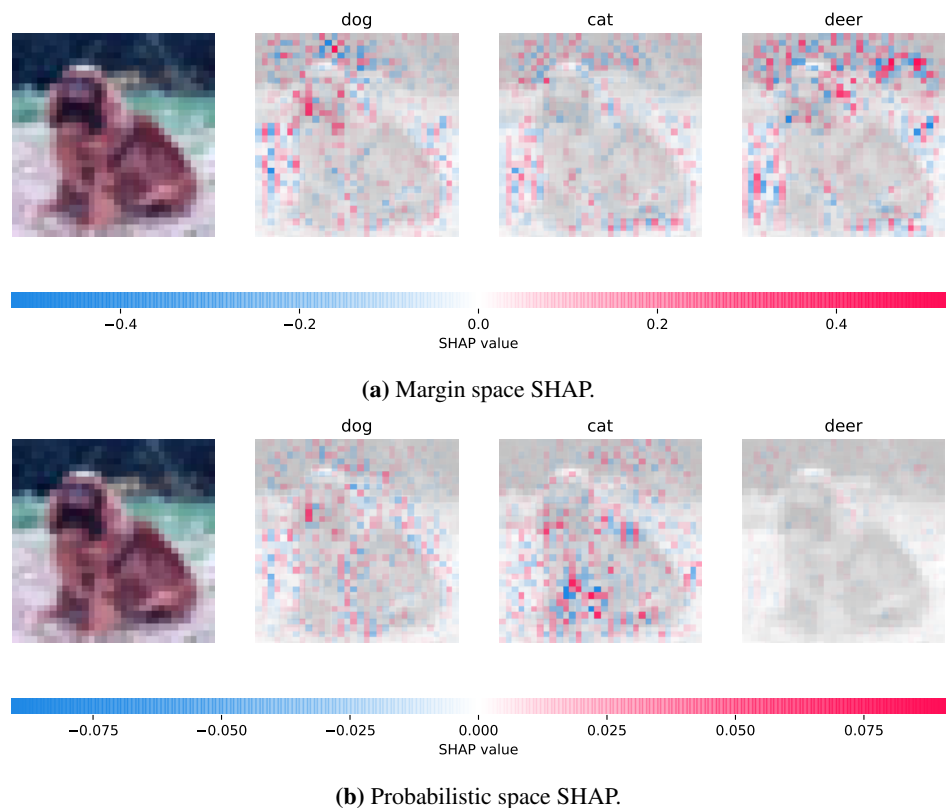 dog cat deer
−0.4 −0.2 0.0 0.2 0.4
SHAP value
(a) Margin space SHAP.
dog cat deer
−0.075 −0.050 −0.025 0.000 0.025 0.050 0.075
SHAP value
(b) Probabilistic space SHAP.